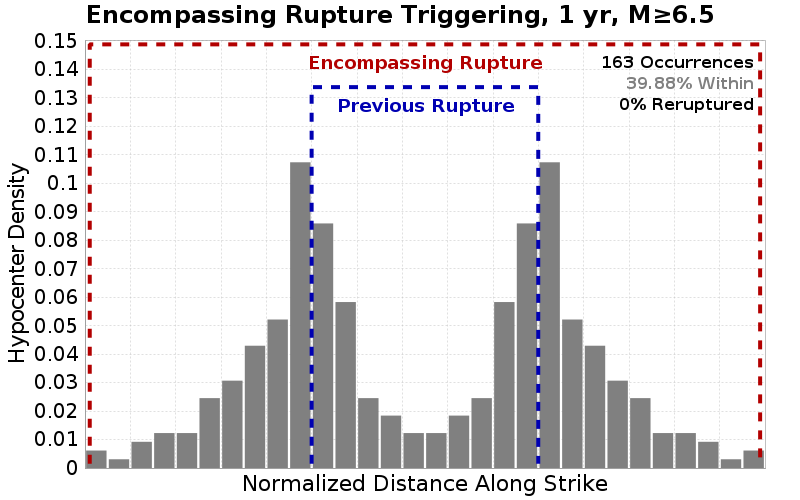 Encompassing Rupture Triggering, 1 yr, M≥6.5
0.15
0.14
0.13
0.12
0.11
0.1
0.09
0.08
0.07
0.06
0.05
0.04
0.03
0.02
0.01
0
Hypocenter Density
Encompassing Rupture
Previous Rupture
163 Occurrences
39.88% Within
0% Reruptured
Normalized Distance Along Strike